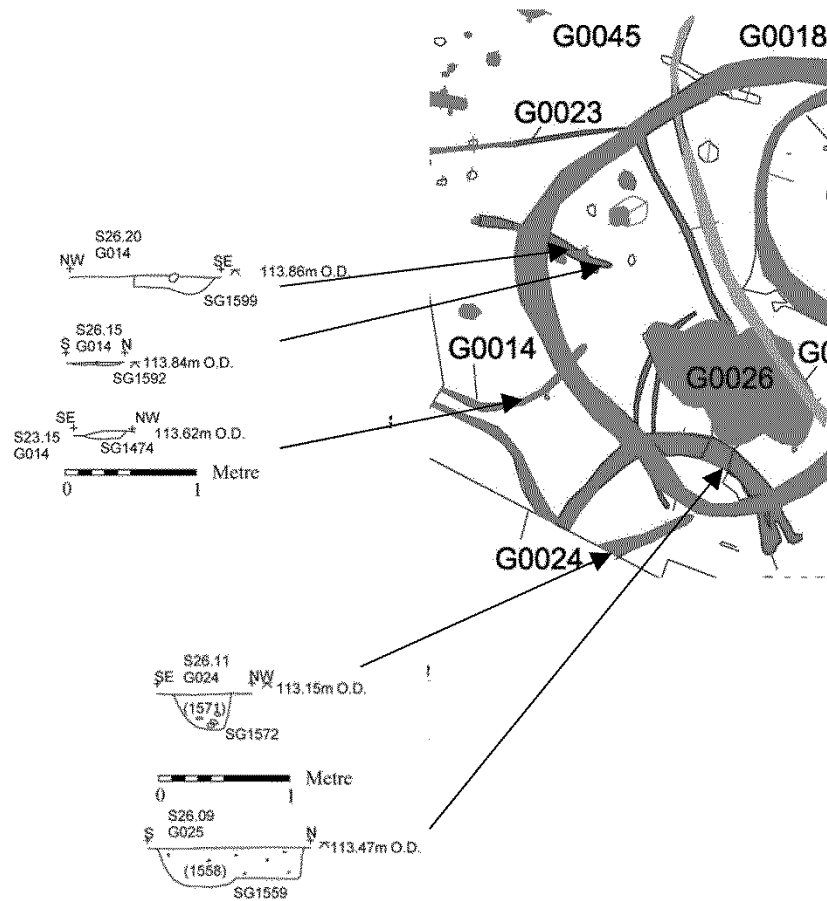 G0045
G0018
G0023
S26.20
G014
NW
SE
113.86m O.D.
SG1599
S26.15
G014
S
N
113.84m O.D.
SG1592
G0014
G0026
SE
NW
S23.15
G014
113.62m O.D.
SG1474
Metre
0
1
G0024
S26.11
G024
SE
NW
113.15m O.D.
(1571)
SG1572
Metre
0
1
S26.09
G025
S
N
113.47m O.D.
(1558)
SG1559